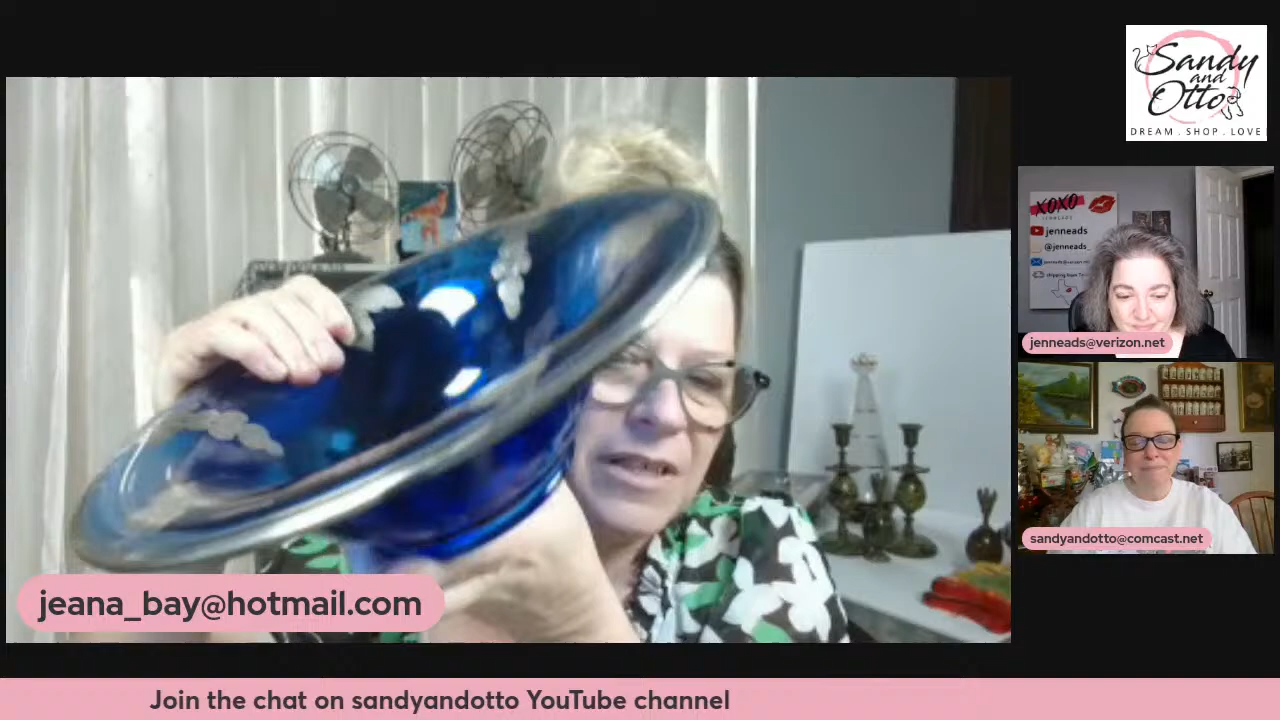 Sandy
and
Otto
DREAM . SHOP . LOVE
XOXO
JENNEADS
jenneads
@jenneads_
jenneads@verizon.net
sandyandotto@comcast.net
jeana_bay@hotmail.com
Join the chat on sandyandotto YouTube channel